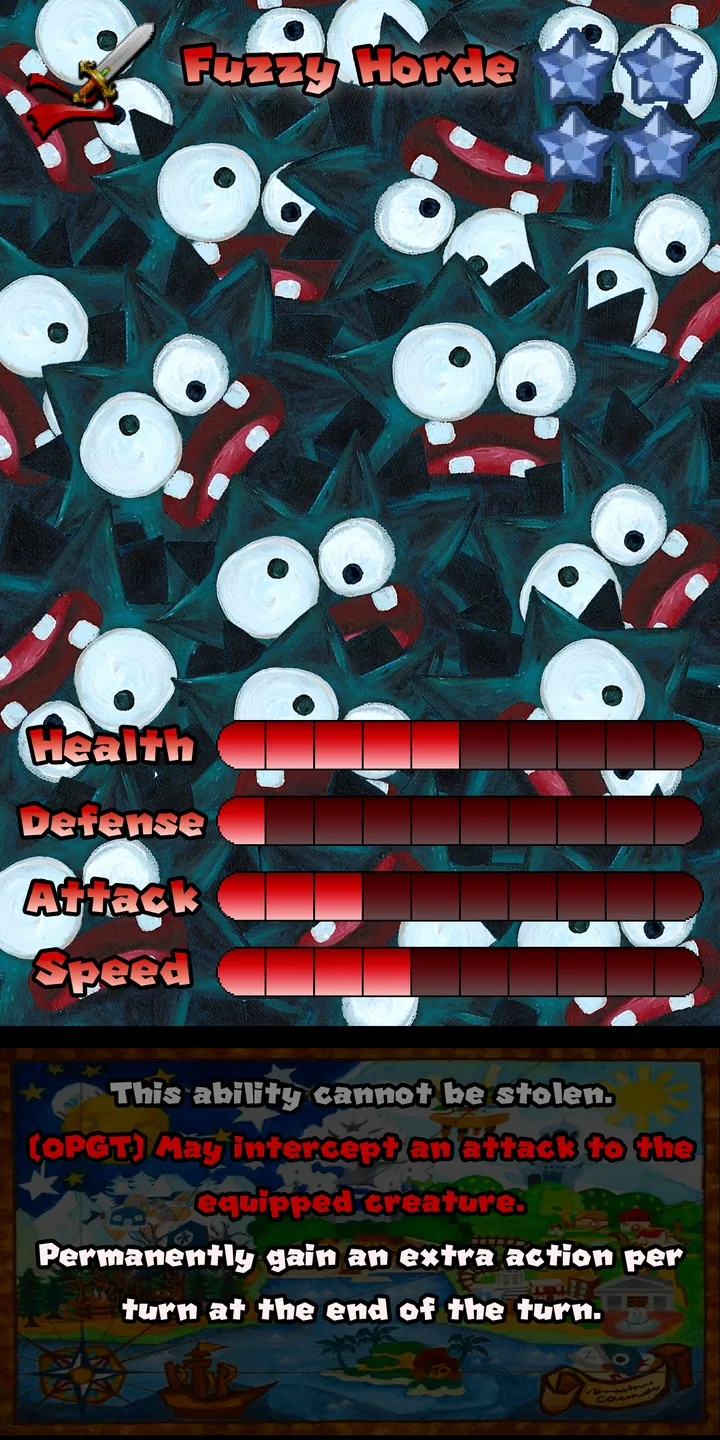 Fuzzy Horde
Health
Defense
Attack
Speed
This ability cannot be stolen.
(OPGT) May intercept an attack to the
equipped creature.
Permanently gain an extra action per
turn at the end of the turn.